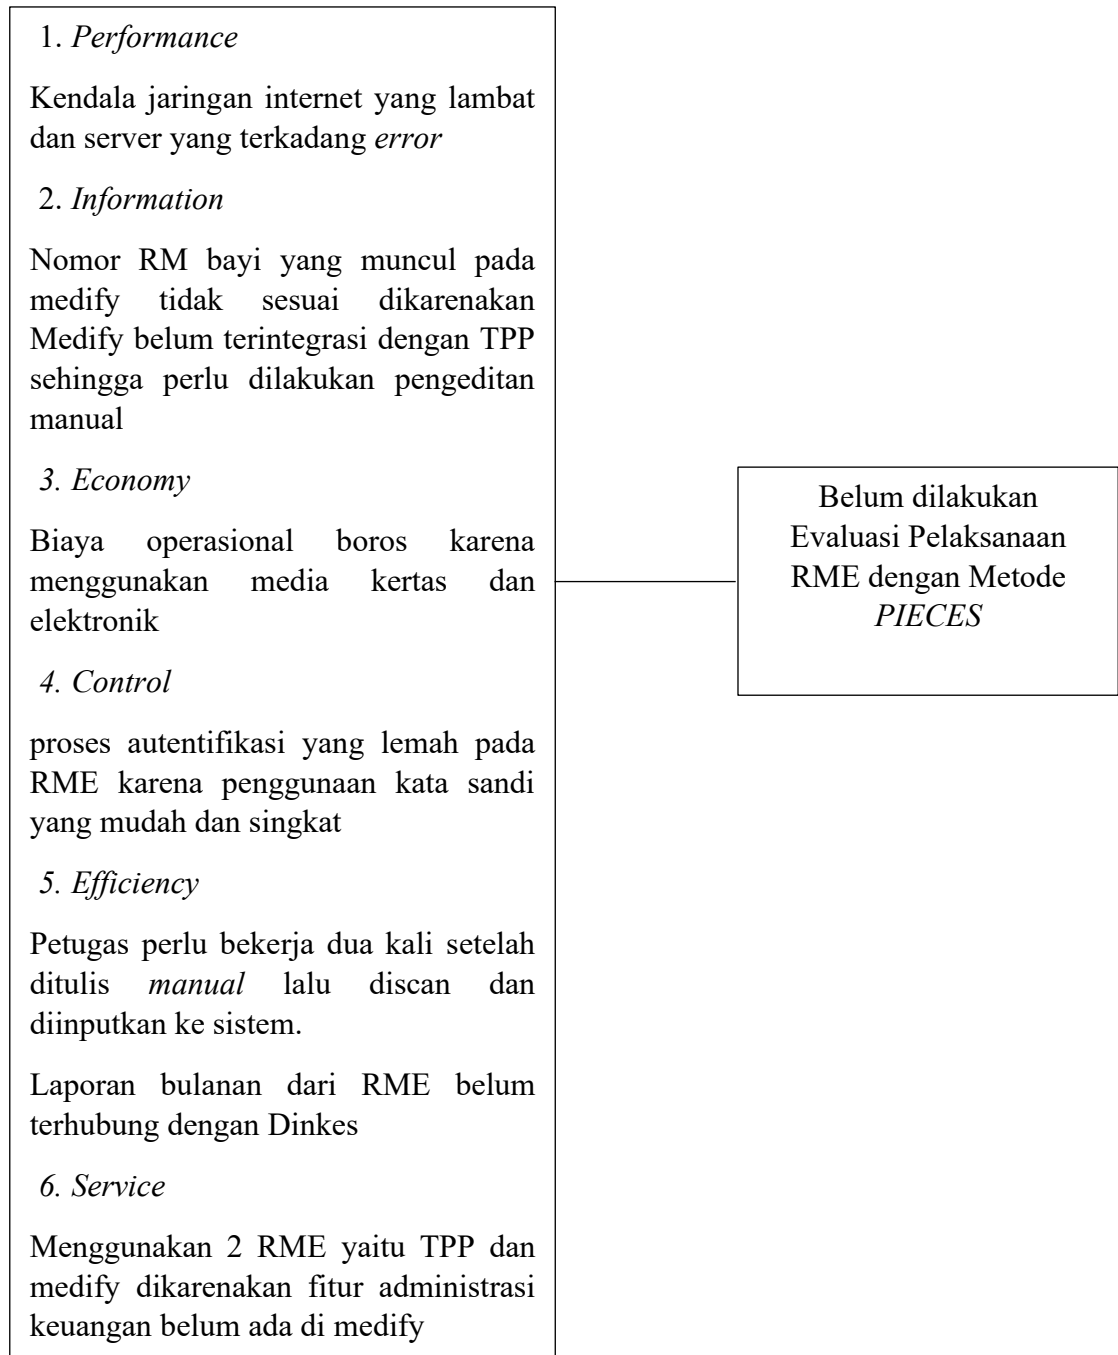 1. Performance
Kendala jaringan internet yang lambat
dan server yang terkadang error
2. Information
Nomor RM bayi yang muncul pada
medify tidak sesuai dikarenakan
Medify belum terintegrasi dengan TPP
sehingga perlu dilakukan pengeditan
manual
3. Economy
Biaya operasional boros karena
menggunakan media kertas dan
elektronik
4. Control
proses autentifikasi yang lemah pada
RME karena penggunaan kata sandi
yang mudah dan singkat
5. Efficiency
Petugas perlu bekerja dua kali setelah
ditulis manual lalu discan dan
diinputkan ke sistem.
Laporan bulanan dari RME belum
terhubung dengan Dinkes
6. Service
Menggunakan 2 RME yaitu TPP dan
medify dikarenakan fitur administrasi
keuangan belum ada di medify
Belum dilakukan
Evaluasi Pelaksanaan
RME dengan Metode
PIECES